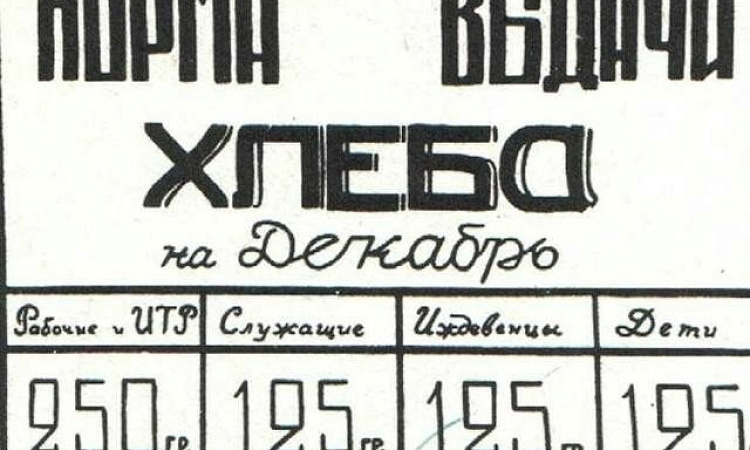 НОРМА ВЫДАЧИ
ХЛЕБА
на Декабрь
Рабочие и ИТР Служащие Иждевенцы Дети
250 гр 125 гр 125 гр 125